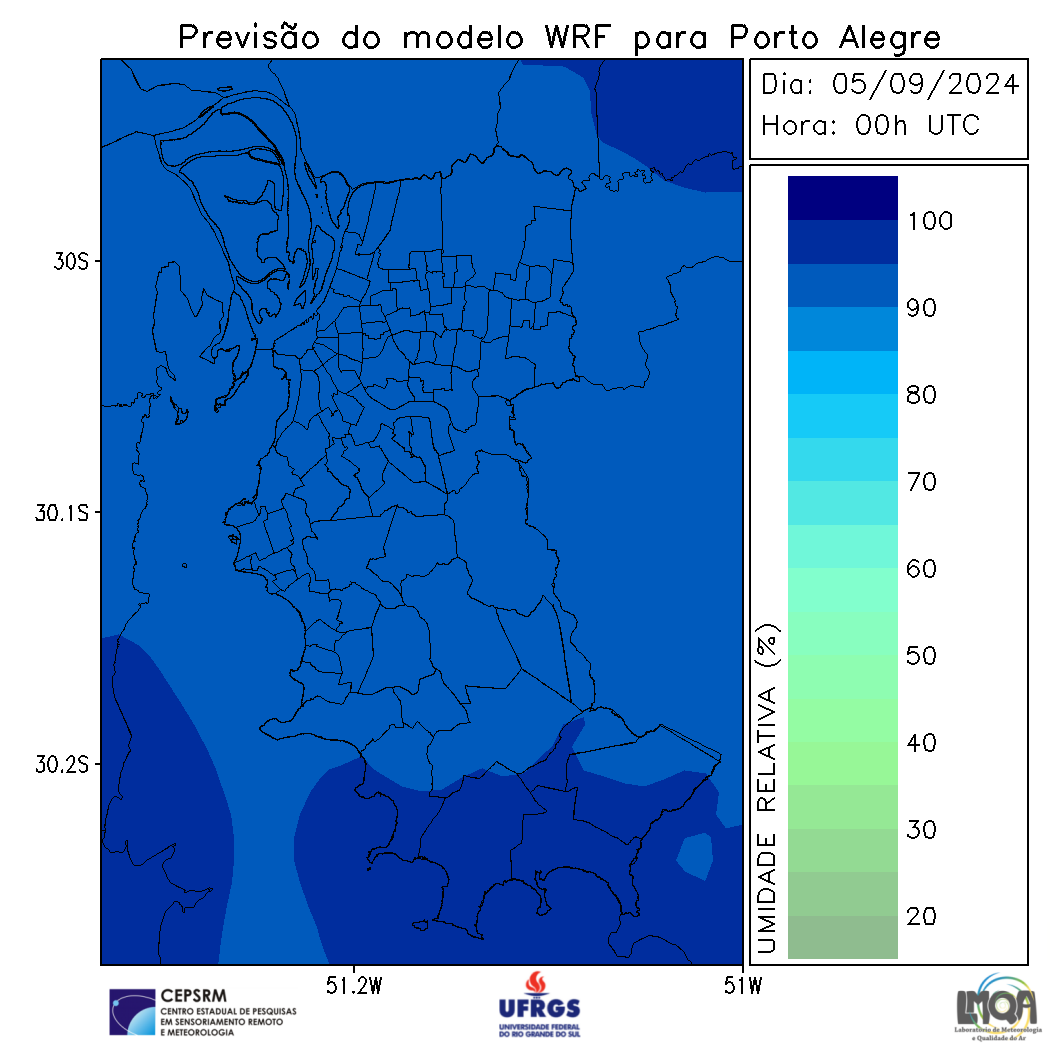 Previsão do modelo WRF para Porto Alegre
Dia: 05/09/2024
Hora: 00h UTC
100
90
80
70
60
50
40
30
20
UMIDADE RELATIVA (%)
30S
30.1S
30.2S
51.2W
51W
CEPSRM
CENTRO ESTADUAL DE PESQUISAS
EM SENSORIAMENTO REMOTO
E METEOROLOGIA
UFRGS
UNIVERSIDADE FEDERAL
DO RIO GRANDE DO SUL
LMQA
Laboratório de Meteorologia
e Qualidade do Ar